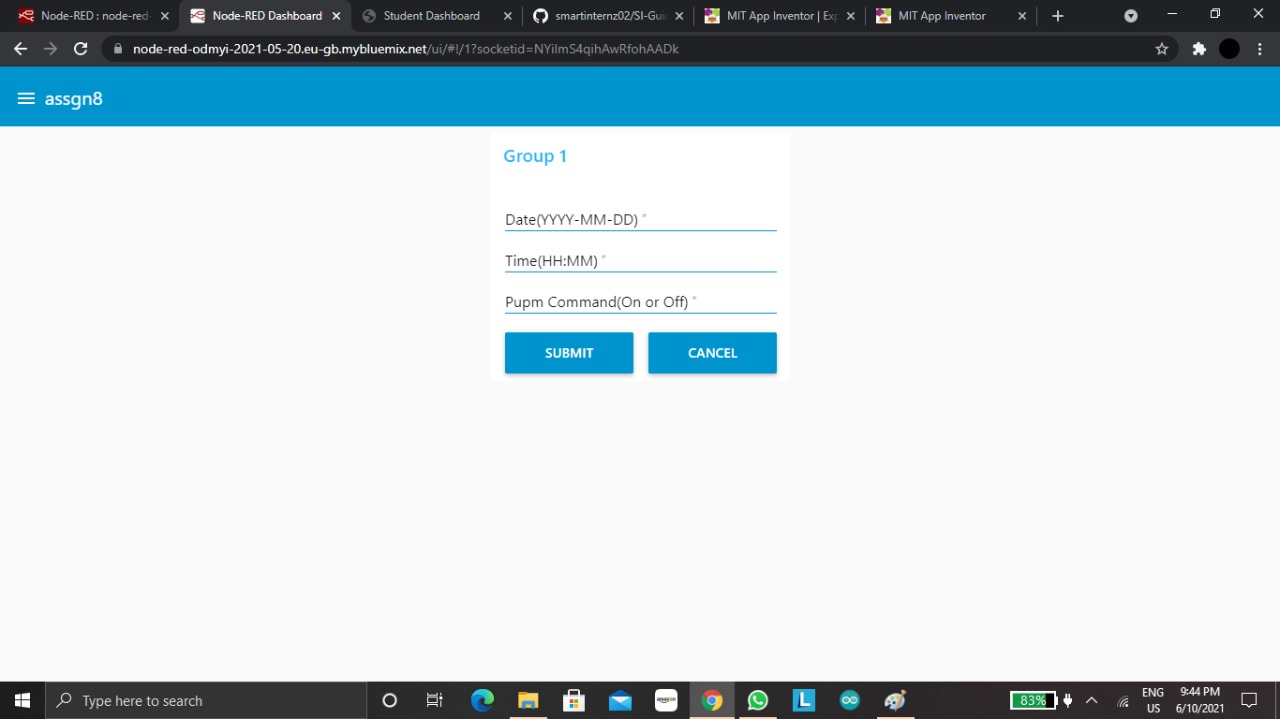 Node-RED : node-red-
Node-RED Dashboard
Student Dashboard
smartinternz02/SI-Gui
MIT App Inventor | Exp
MIT App Inventor
node-red-odmyi-2021-05-20.eu-gb.mybluemix.net/ui/#!/1?socketid=NYilmS4qihAwRfohAADk
assgn8
Group 1
Date(YYYY-MM-DD) *
Time(HH:MM) *
Pupm Command(On or Off) *
SUBMIT CANCEL
Type here to search
amazon
L
83%
ENG
US
9:44 PM
6/10/2021